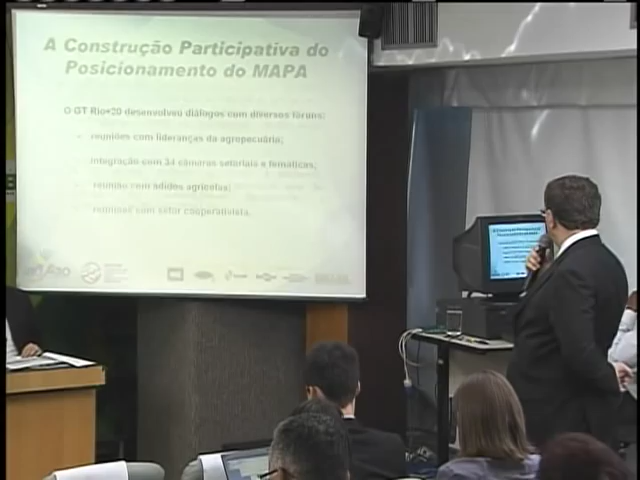 A Construção Participativa do
Posicionamento do MAPA
O GT Rio+20 desenvolveu diálogos com diversos fóruns:
- reuniões com lideranças da agropecuária;
integração com 34 câmaras setoriais e temáticas;
- reunião com adidos agrícolas;
- reuniões com setor cooperativista.